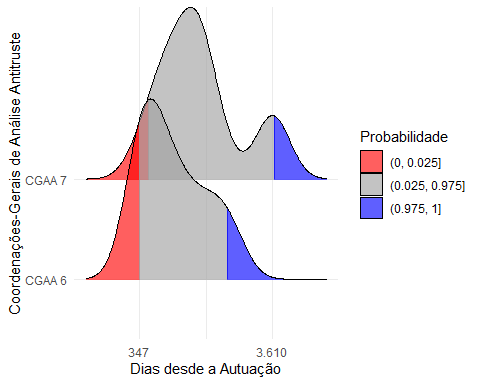 Coordenações-Gerais de Análise Antitruste
CGAA 7
CGAA 6
347
3.610
Dias desde a Autuação
Probabilidade
(0, 0.025]
(0.025, 0.975]
(0.975, 1]